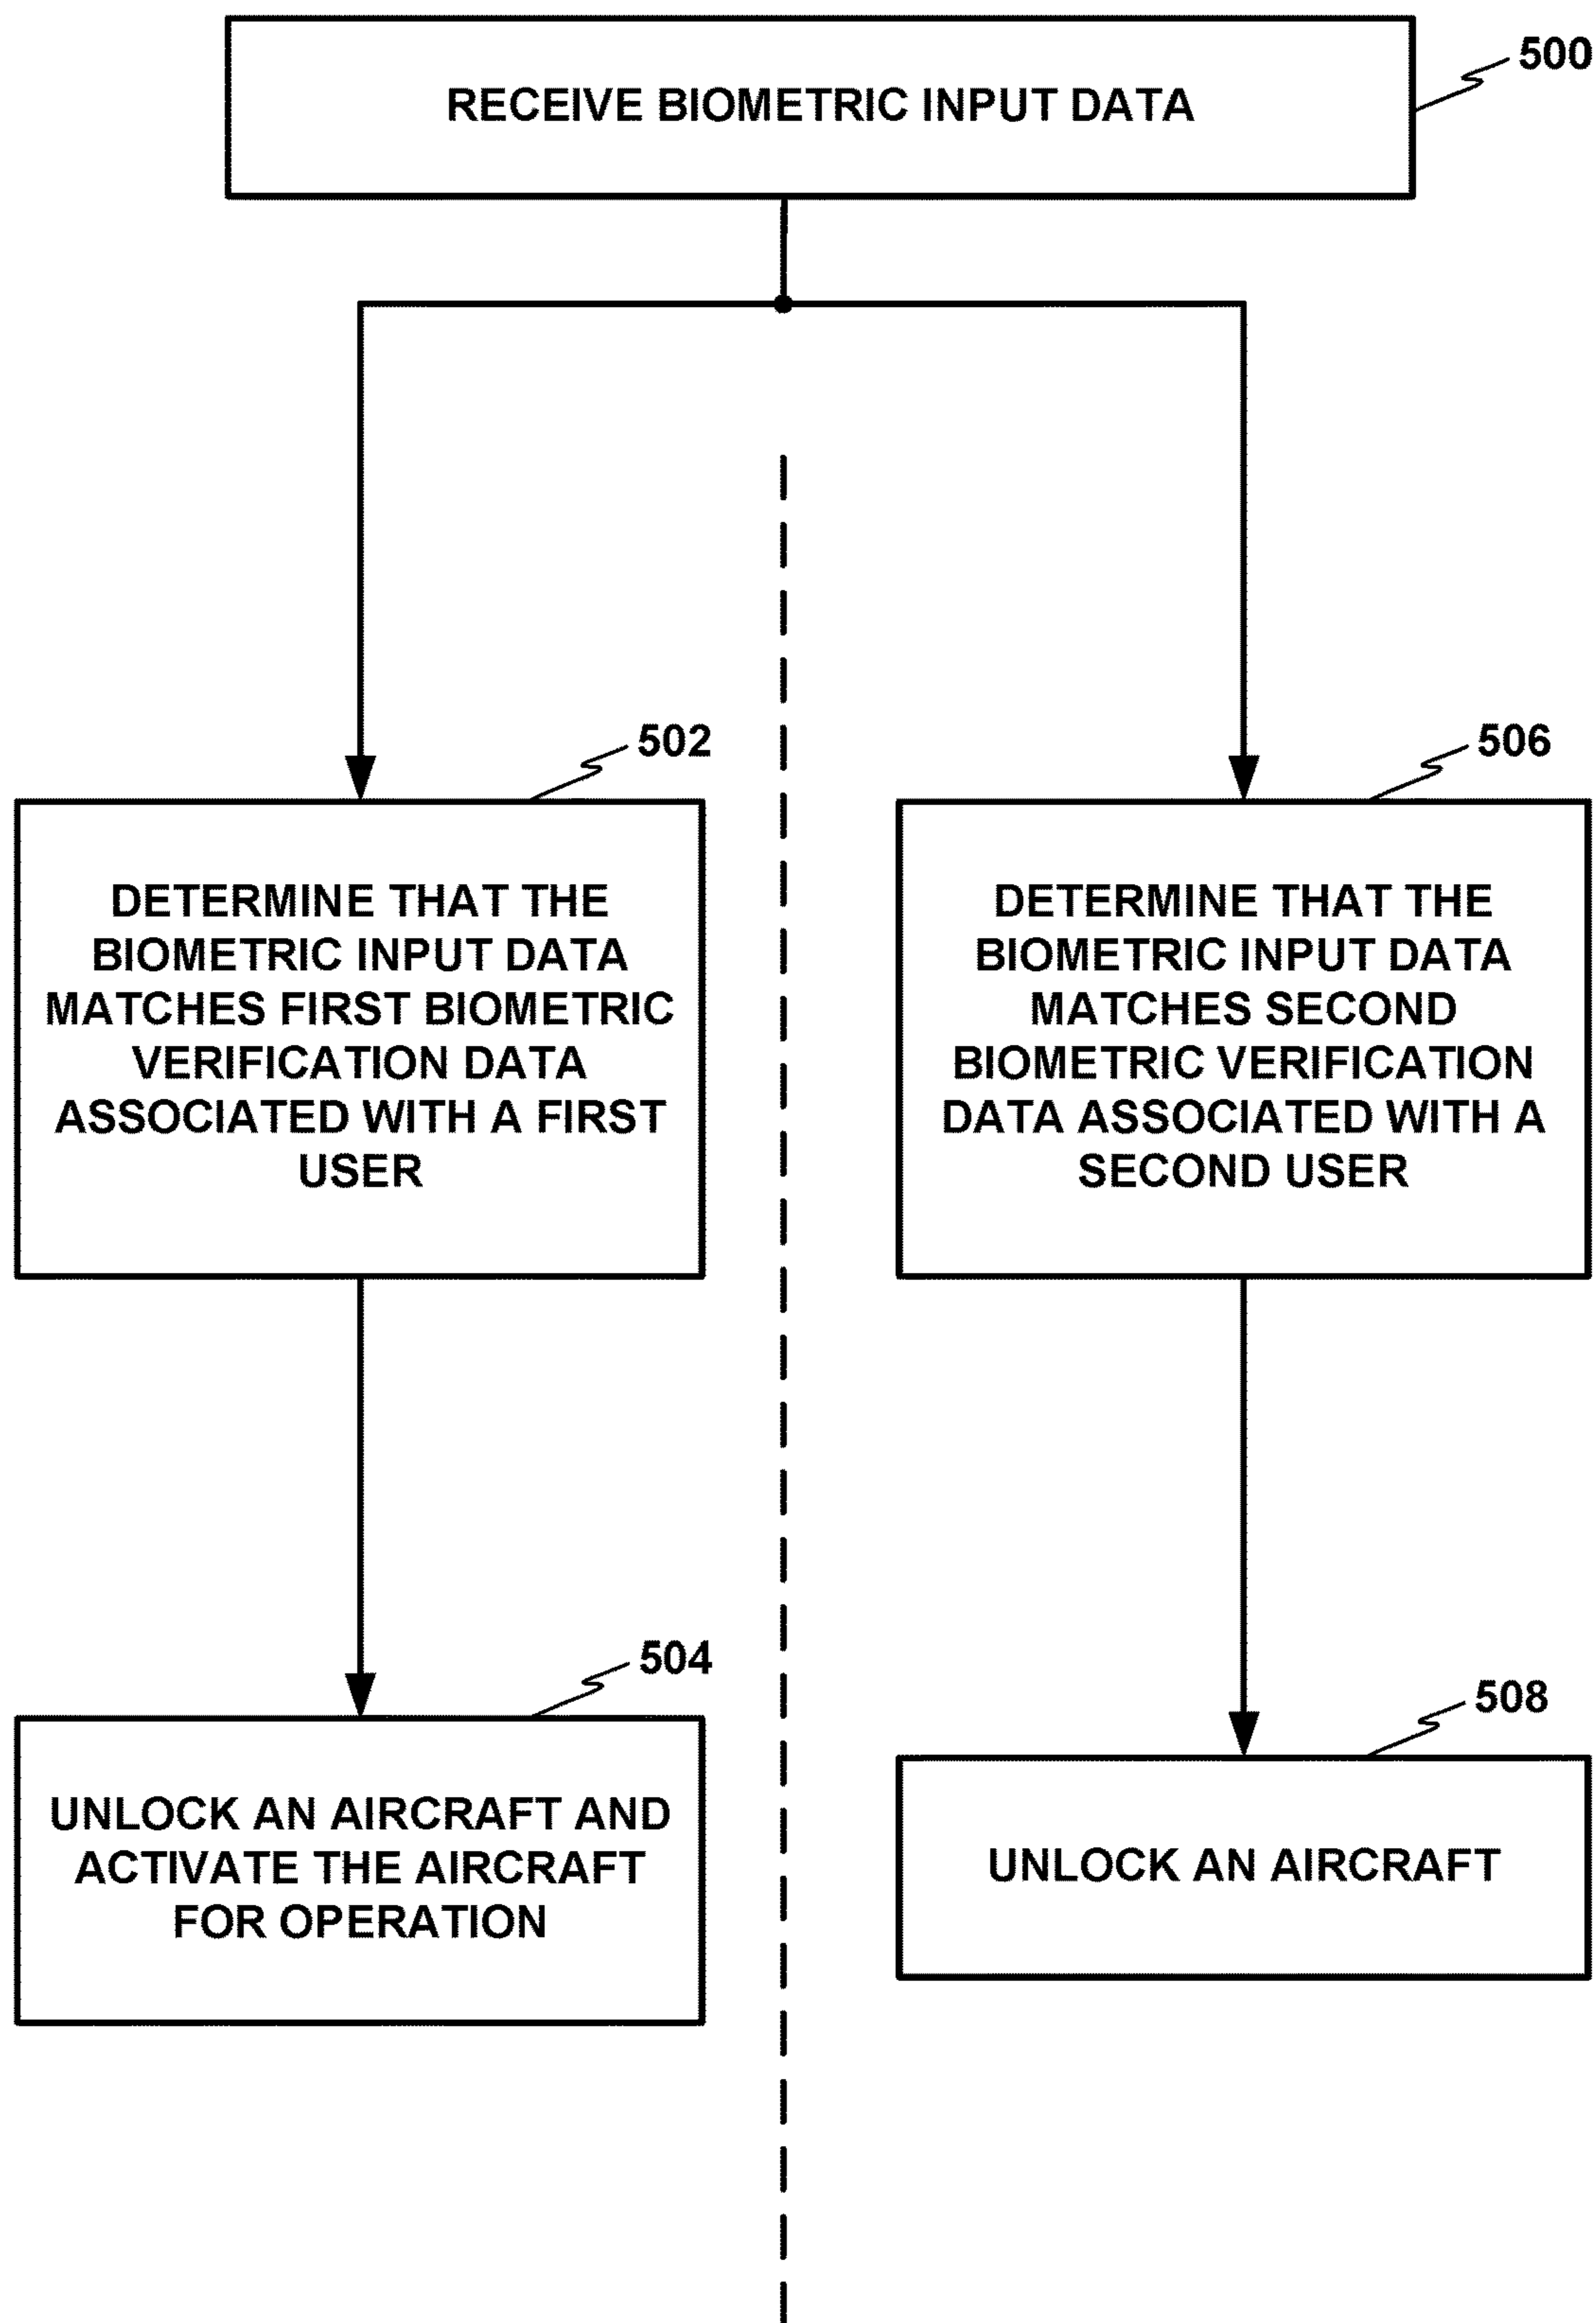 500
RECEIVE BIOMETRIC INPUT DATA
502
DETERMINE THAT THE
BIOMETRIC INPUT DATA
MATCHES FIRST BIOMETRIC
VERIFICATION DATA
ASSOCIATED WITH A FIRST
USER
504
UNLOCK AN AIRCRAFT AND
ACTIVATE THE AIRCRAFT
FOR OPERATION
506
DETERMINE THAT THE
BIOMETRIC INPUT DATA
MATCHES SECOND
BIOMETRIC VERIFICATION
DATA ASSOCIATED WITH A
SECOND USER
508
UNLOCK AN AIRCRAFT